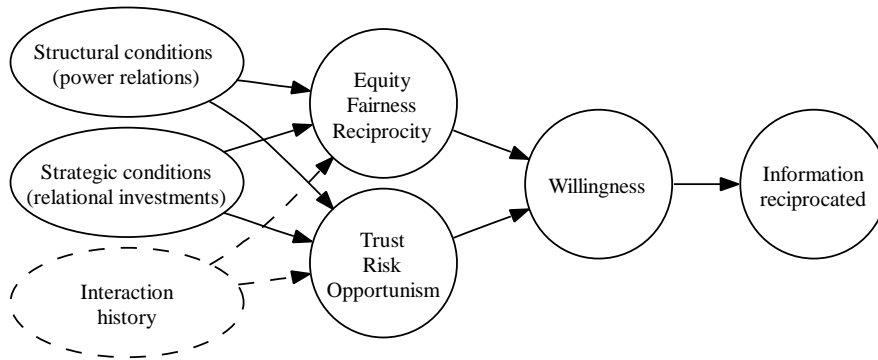 Structural conditions
(power relations)
Strategic conditions
(relational investments)
Interaction
history
Equity
Fairness
Reciprocity
Trust
Risk
Opportunism
Willingness
Information
reciprocated